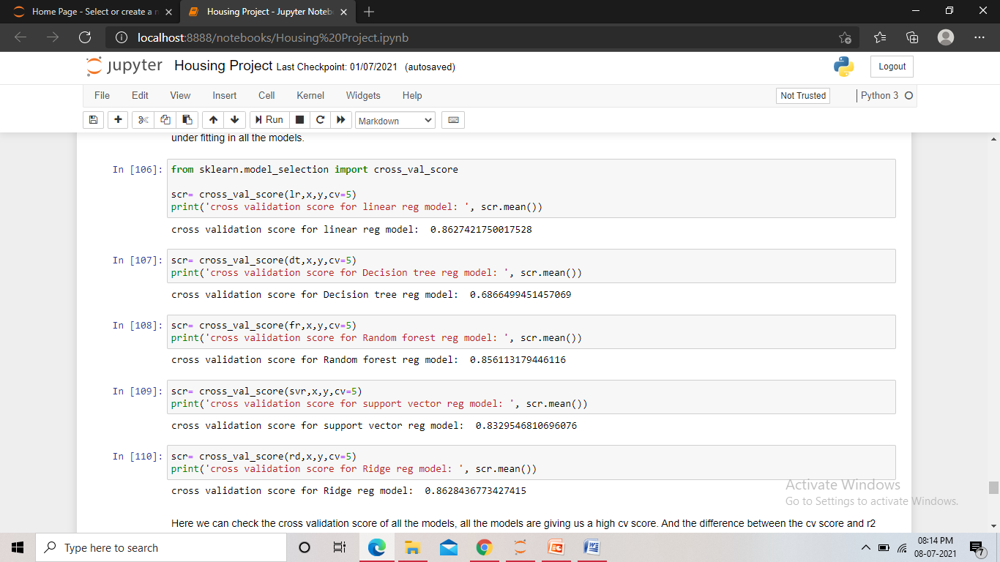 Home Page - Select or create a n
Housing Project - Jupyter Noteb
localhost:8888/notebooks/Housing%20Project.ipynb
jupyter Housing Project Last Checkpoint: 01/07/2021 (autosaved)
Logout
File Edit View Insert Cell Kernel Widgets Help
Not Trusted
Python 3
Run
Markdown
under fitting in all the models.
In [106]: from sklearn.model_selection import cross_val_score
scr= cross_val_score(lr,x,y,cv=5)
print('cross validation score for linear reg model: ', scr.mean())
cross validation score for linear reg model:  0.8627421750017528
In [107]: scr= cross_val_score(dt,x,y,cv=5)
print('cross validation score for Decision tree reg model: ', scr.mean())
cross validation score for Decision tree reg model:  0.6866499451457069
In [108]: scr= cross_val_score(fr,x,y,cv=5)
print('cross validation score for Random forest reg model: ', scr.mean())
cross validation score for Random forest reg model:  0.856113179446116
In [109]: scr= cross_val_score(svr,x,y,cv=5)
print('cross validation score for support vector reg model: ', scr.mean())
cross validation score for support vector reg model:  0.8329546810696076
In [110]: scr= cross_val_score(rd,x,y,cv=5)
print('cross validation score for Ridge reg model: ', scr.mean())
cross validation score for Ridge reg model:  0.8628436773427415
Activate Windows
Go to Settings to activate Windows.
Here we can check the cross validation score of all the models, all the models are giving us a high cv score. And the difference between the cv score and r2
Type here to search
08:14 PM
08-07-2021
7